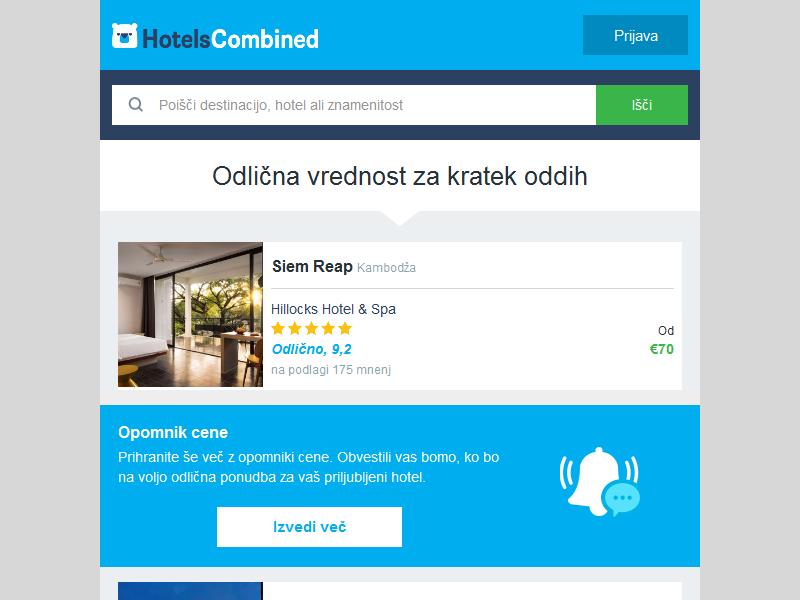 HotelsCombined
Prijava
Poišči destinacijo, hotel ali znamenitost
Išči
Odlična vrednost za kratek oddih
Siem Reap Kambodža
Hillocks Hotel & Spa
Odlično, 9,2
na podlagi 175 mnenj
Od
€70
Opomnik cene
Prihranite še več z opomniki cene. Obvestili vas bomo, ko bo
na voljo odlična ponudba za vaš priljubljeni hotel.
Izvedi več